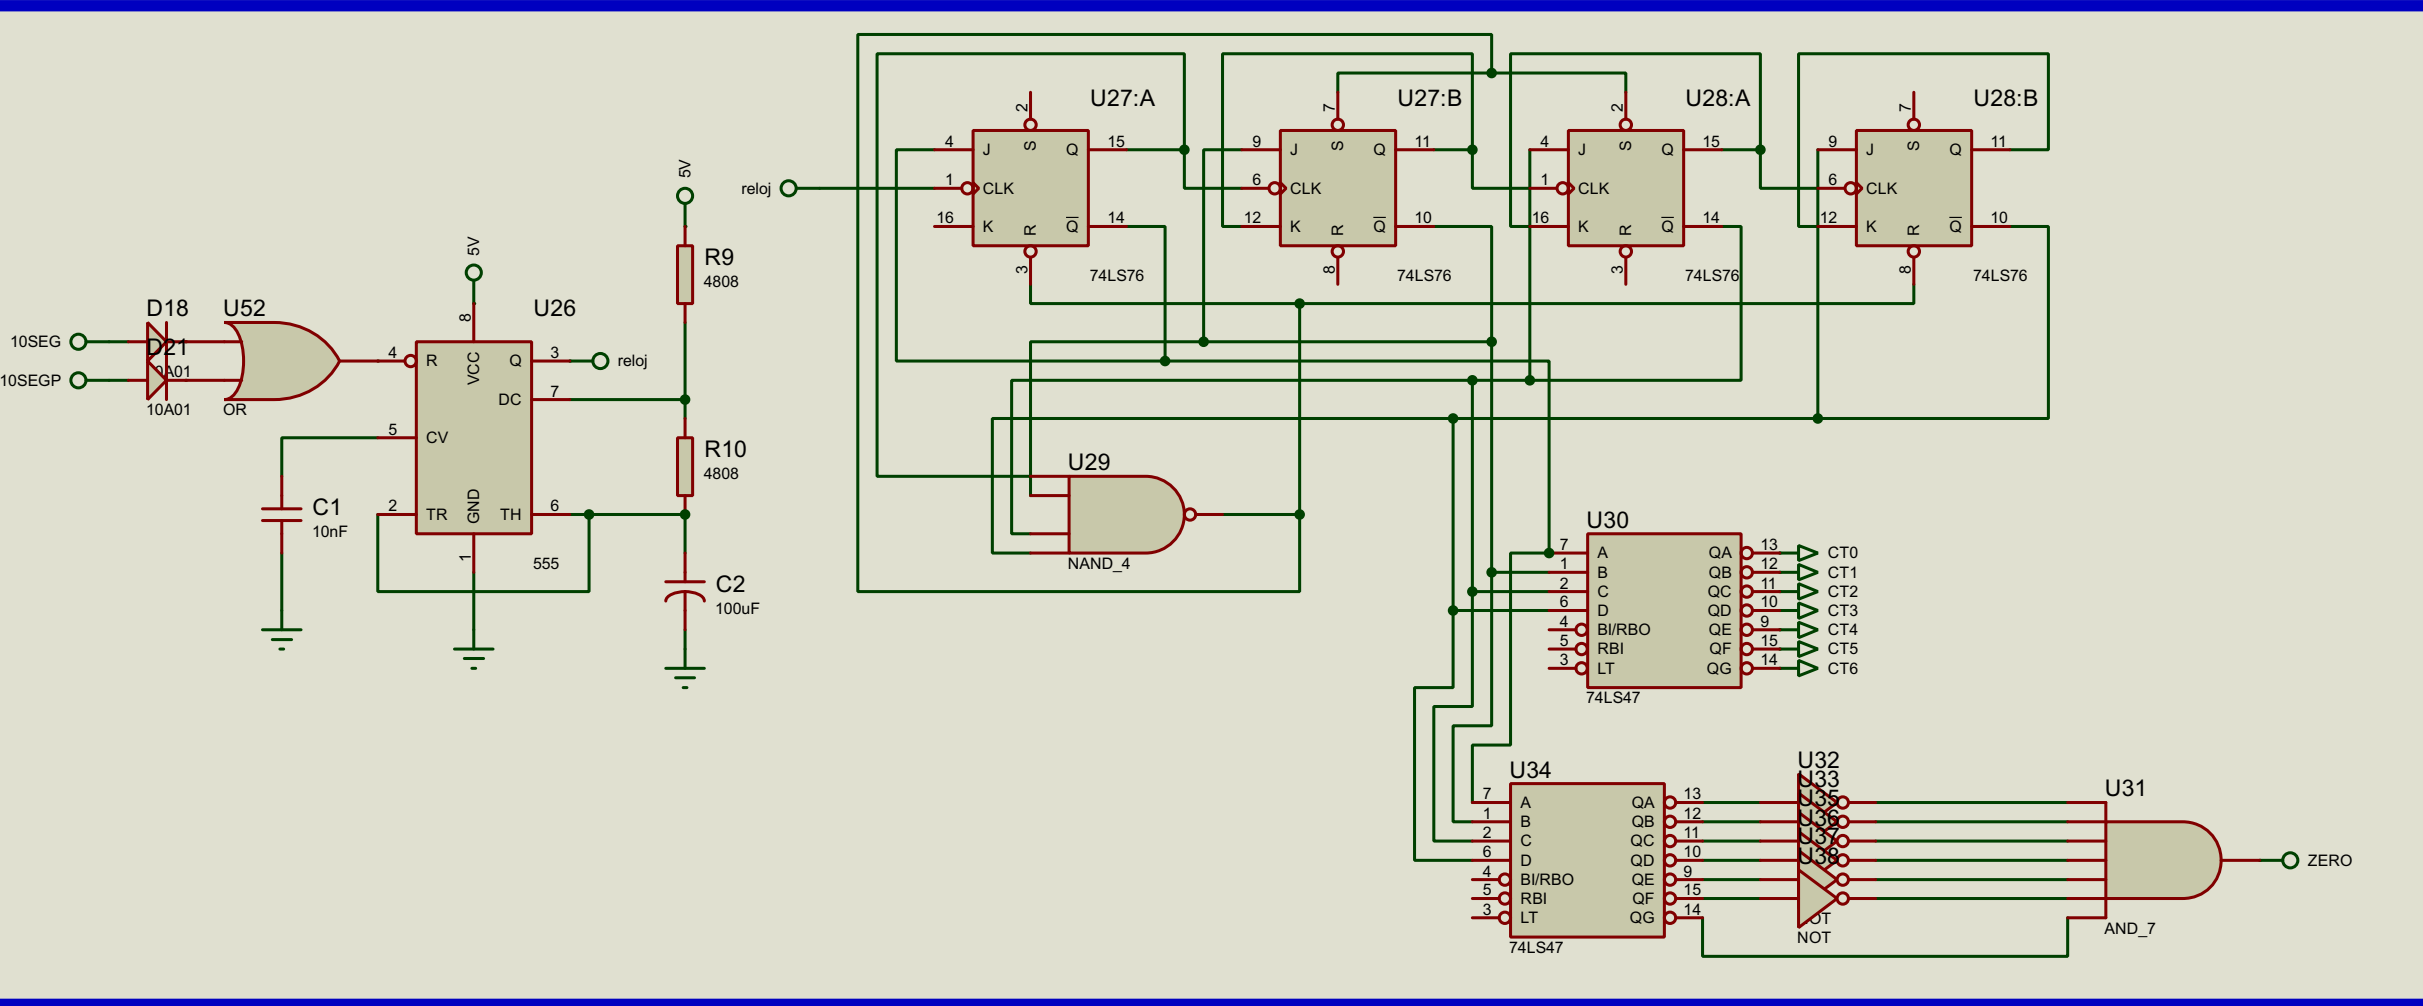 10SEG
10SEGP
D18
D21
10A01
U52
OR
5V
U26
4 R
5 CV
2 TR
8 VCC
1 GND
Q 3
DC 7
TH 6
555
reloj
C1
10nF
5V
R9
4808
R10
4808
C2
100uF
reloj
U27:A
2 S
4 J
1 CLK
16 K
3 R
Q 15
Q 14
74LS76
U27:B
7 S
9 J
6 CLK
12 K
8 R
Q 11
Q 10
74LS76
U28:A
2 S
4 J
1 CLK
16 K
3 R
Q 15
Q 14
74LS76
U28:B
7 S
9 J
6 CLK
12 K
8 R
Q 11
Q 10
74LS76
U29
NAND_4
U30
7 A QA 13 CT0
1 B QB 12 CT1
2 C QC 11 CT2
6 D QD 10 CT3
4 BI/RBO QE 9 CT4
5 RBI QF 15 CT5
3 LT QG 14 CT6
74LS47
U34
7 A QA 13
1 B QB 12
2 C QC 11
6 D QD 10
4 BI/RBO QE 9
5 RBI QF 15
3 LT QG 14
74LS47
U32
U33
U35
U36
U37
U38
NOT
U31
AND_7
ZERO